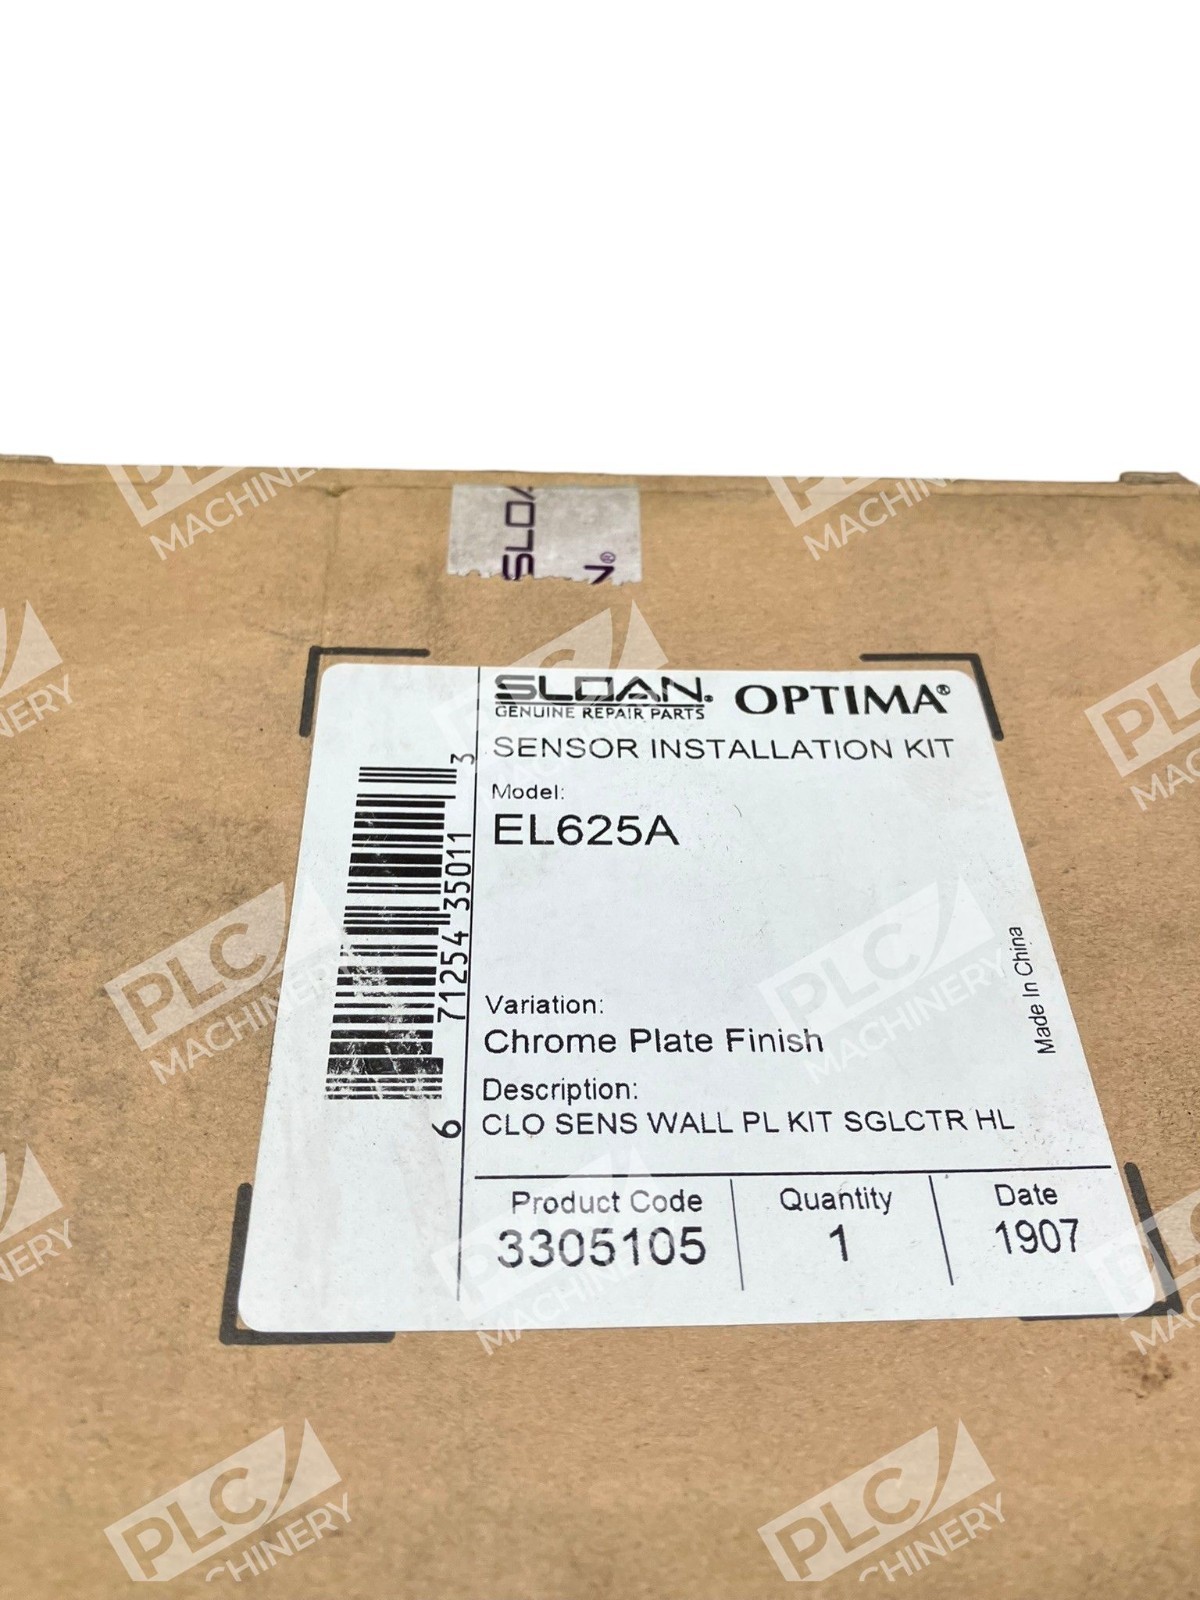 SLOA
N®
SLOAN® OPTIMA®
GENUINE REPAIR PARTS
SENSOR INSTALLATION KIT
Model:
EL625A
6 71254 35011 3
Variation:
Chrome Plate Finish
Made In China
Description:
CLO SENS WALL PL KIT SGLCTR HL
Product Code Quantity Date
3305105 1 1907
PLC
MACHINERY